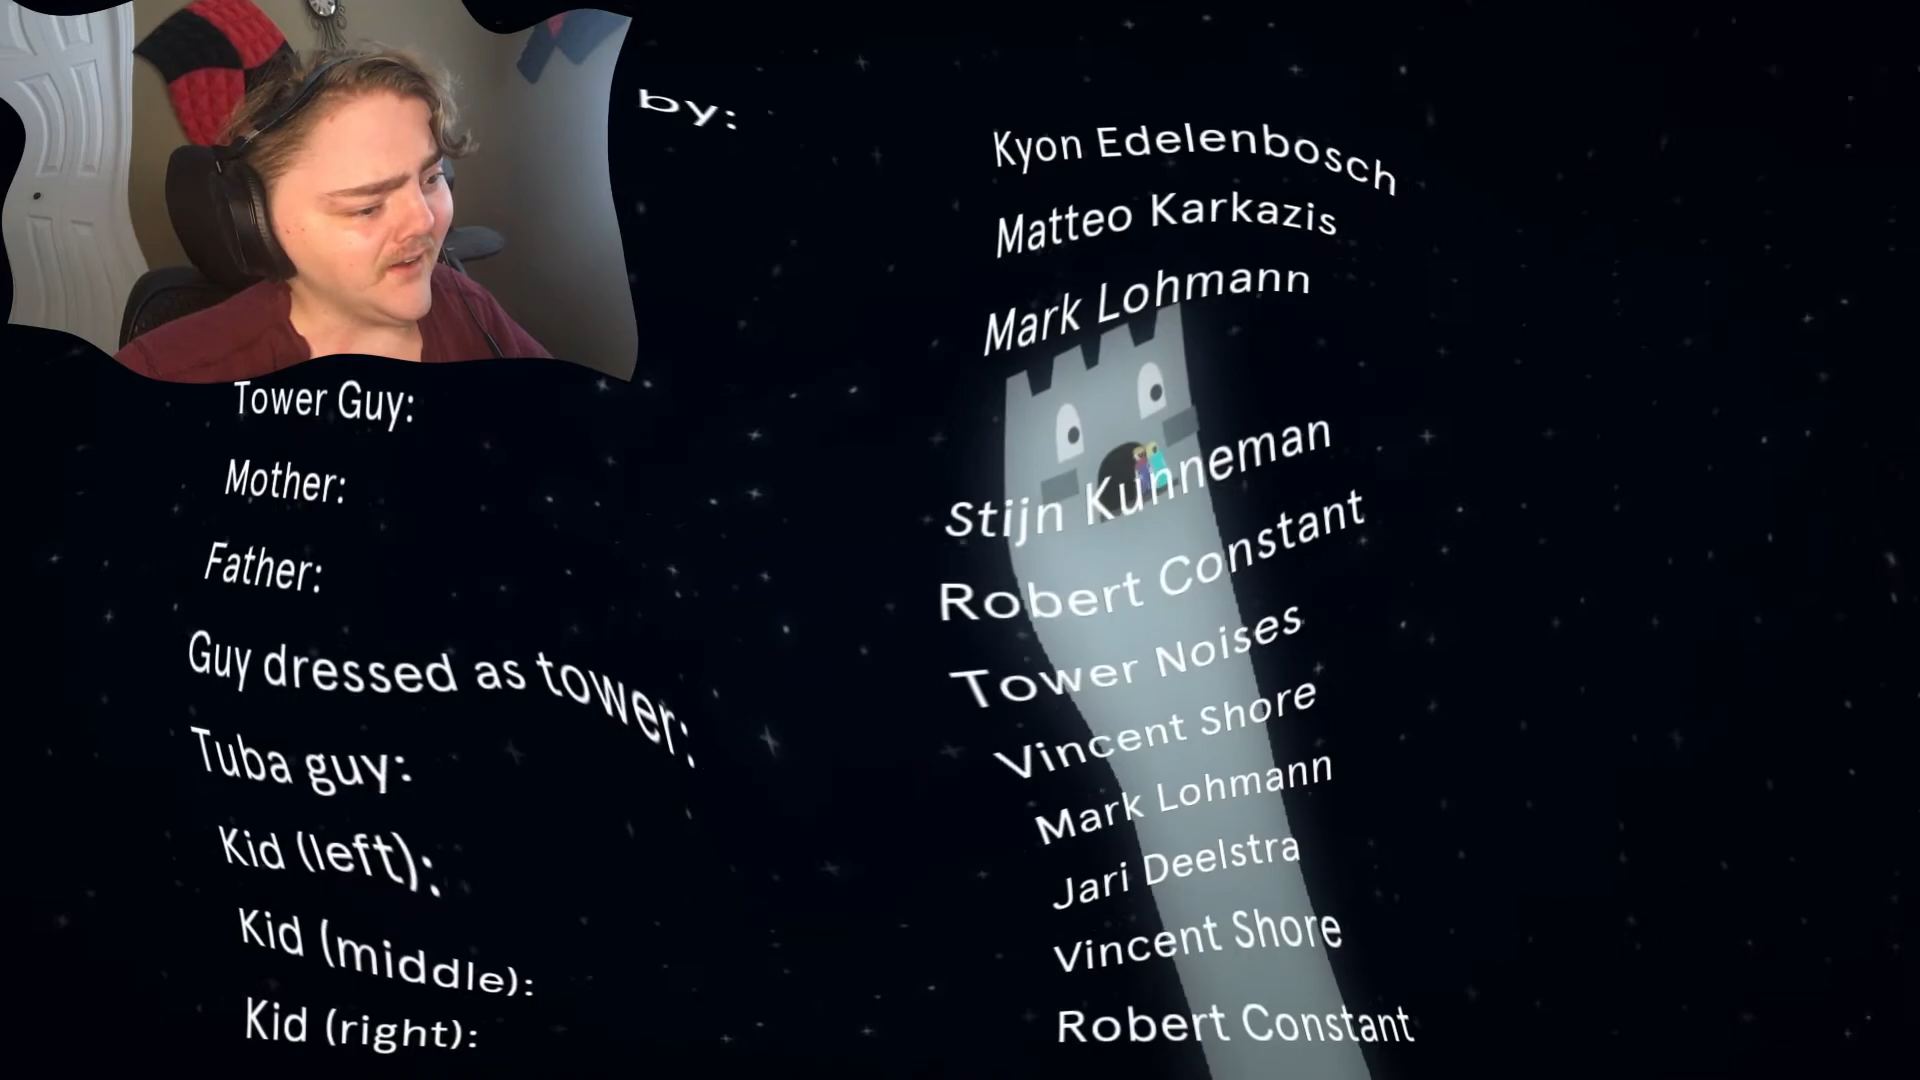 by:
Kyon Edelenbosch
Matteo Karkazis
Mark Lohmann
Tower Guy:
Stijn Kunneman
Mother:
Robert Constant
Father:
Tower Noises
Guy dressed as tower:
Vincent Shore
Tuba guy:
Mark Lohmann
Kid (left):
Jari Deelstra
Kid (middle):
Vincent Shore
Kid (right):
Robert Constant